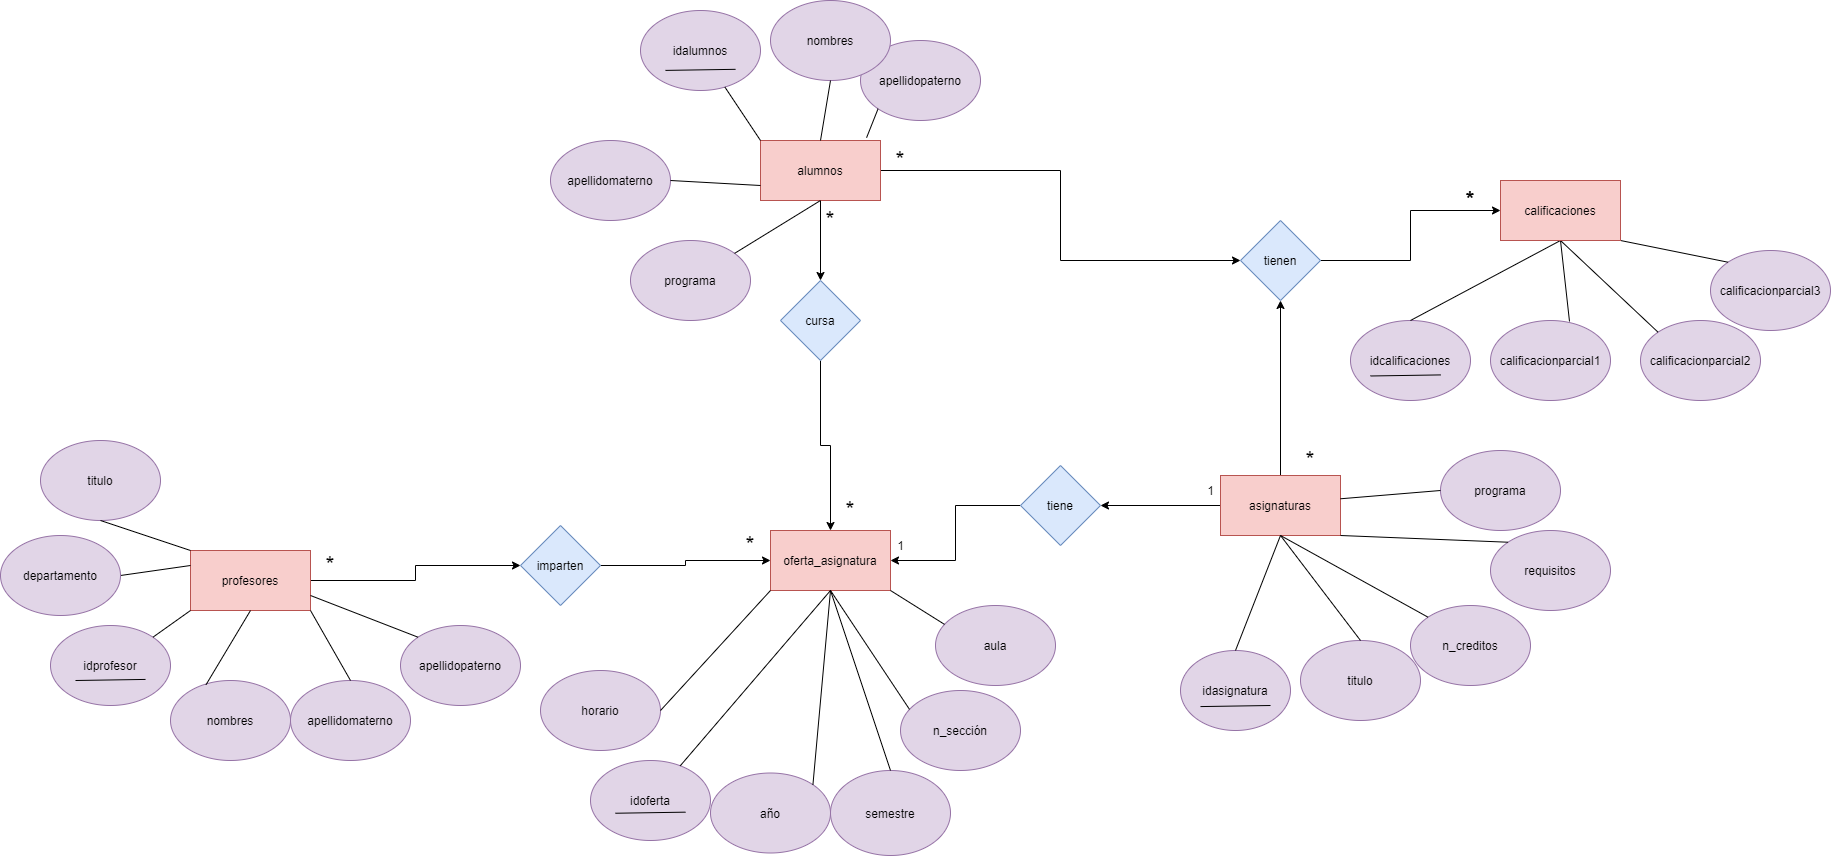 idalumnos
nombres
apellidopaterno
apellidomaterno
alumnos
*
*
programa
cursa
tienen
*
calificaciones
calificacionparcial3
idcalificaciones
calificacionparcial1
calificacionparcial2
titulo
departamento
profesores
*
imparten
*
*
oferta_asignatura
1
tiene
1
*
asignaturas
programa
requisitos
idprofesor
nombres
apellidomaterno
apellidopaterno
horario
idoferta
año
semestre
n_sección
aula
idasignatura
titulo
n_creditos